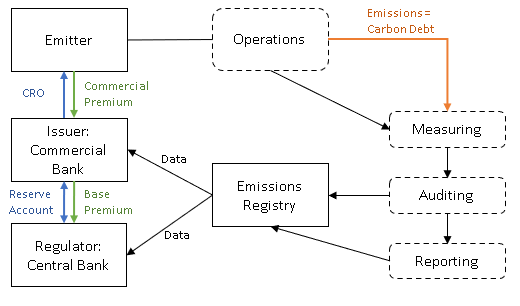 Emitter
Operations
Emissions =
Carbon Debt
CRO
Commercial
Premium
Issuer:
Commercial
Bank
Measuring
Data
Emissions
Registry
Auditing
Reserve
Account
Base
Premium
Data
Regulator:
Central Bank
Reporting